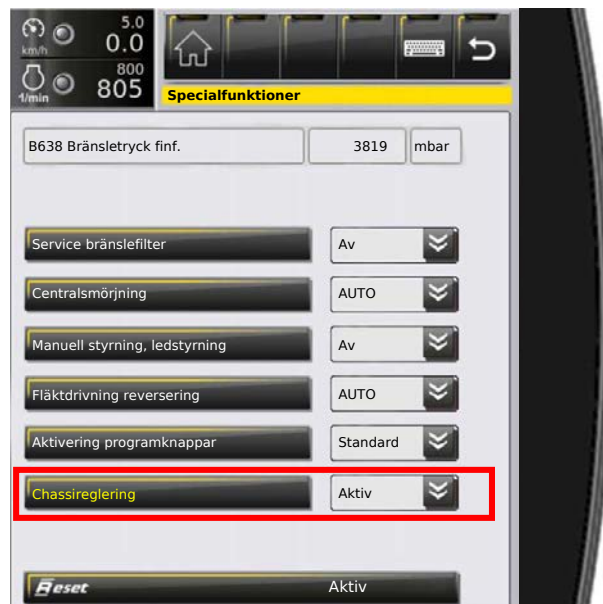 5.0
km/h 0.0
800
1/min 805
Specialfunktioner
B638 Bränsletryck finf. 3819 mbar
Service bränslefilter Av
Centralsmörjning AUTO
Manuell styrning, ledstyrning Av
Fläktdrivning reversering AUTO
Aktivering programknappar Standard
Chassireglering Aktiv
Reset Aktiv